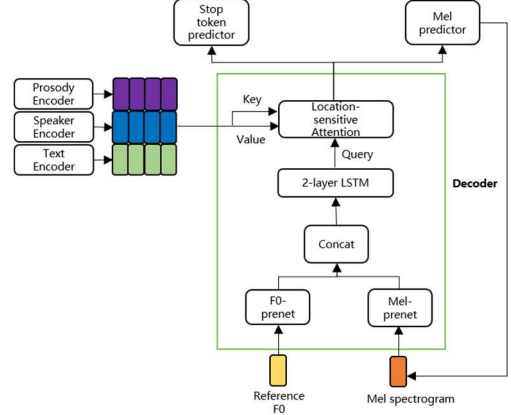 Stop
token
predictor
Mel
predictor
Prosody
Encoder
Speaker
Encoder
Text
Encoder
Key
Value
Location-
sensitive
Attention
Query
2-layer LSTM
Decoder
Concat
F0-
prenet
Mel-
prenet
Reference
F0
Mel spectrogram